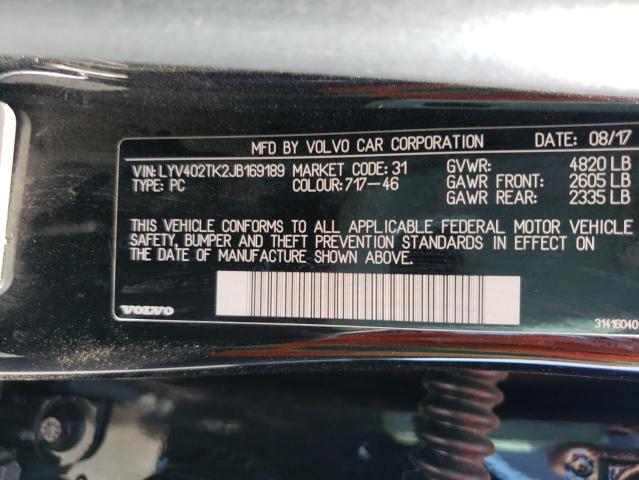 MFD BY VOLVO CAR CORPORATION DATE: 08/17
VIN: LYV402TK2JB169189 MARKET CODE: 31 GVWR: 4820 LB
TYPE: PC COLOUR: 717-46 GAWR FRONT: 2605 LB
GAWR REAR: 2335 LB
THIS VEHICLE CONFORMS TO ALL APPLICABLE FEDERAL MOTOR VEHICLE
SAFETY, BUMPER AND THEFT PREVENTION STANDARDS IN EFFECT ON
THE DATE OF MANUFACTURE SHOWN ABOVE.
VOLVO 31416040